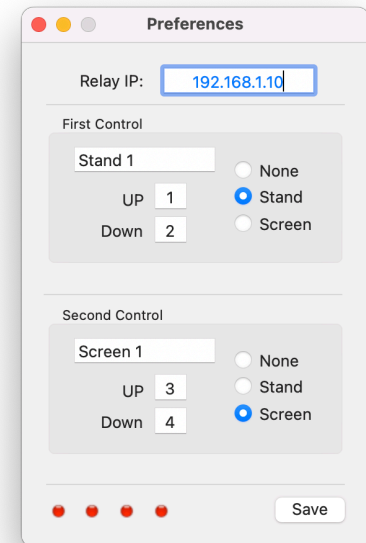 Preferences
Relay IP: 192.168.1.10
First Control
Stand 1
None
UP 1
Stand
Down 2
Screen
Second Control
Screen 1
None
UP 3
Stand
Down 4
Screen
Save